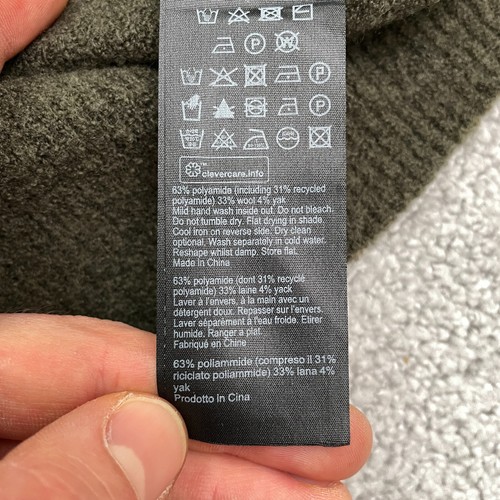 ™
clevercare.info
63% polyamide (including 31% recycled
polyamide) 33% wool 4% yak
Mild hand wash inside out. Do not bleach.
Do not tumble dry. Flat drying in shade.
Cool iron on reverse side. Dry clean
optional. Wash separately in cold water.
Reshape whilst damp. Store flat.
Made In China
63% polyamide (dont 31% recyclé
polyamide) 33% laine 4% yack
Laver à l'envers, à la main avec un
détergent doux. Repasser sur l'envers.
Laver séparément à l'eau froide. Etirer
humide. Ranger a plat.
Fabriqué en Chine
63% poliammide (compreso il 31%
riciclato poliammide) 33% lana 4%
yak
Prodotto In Cina